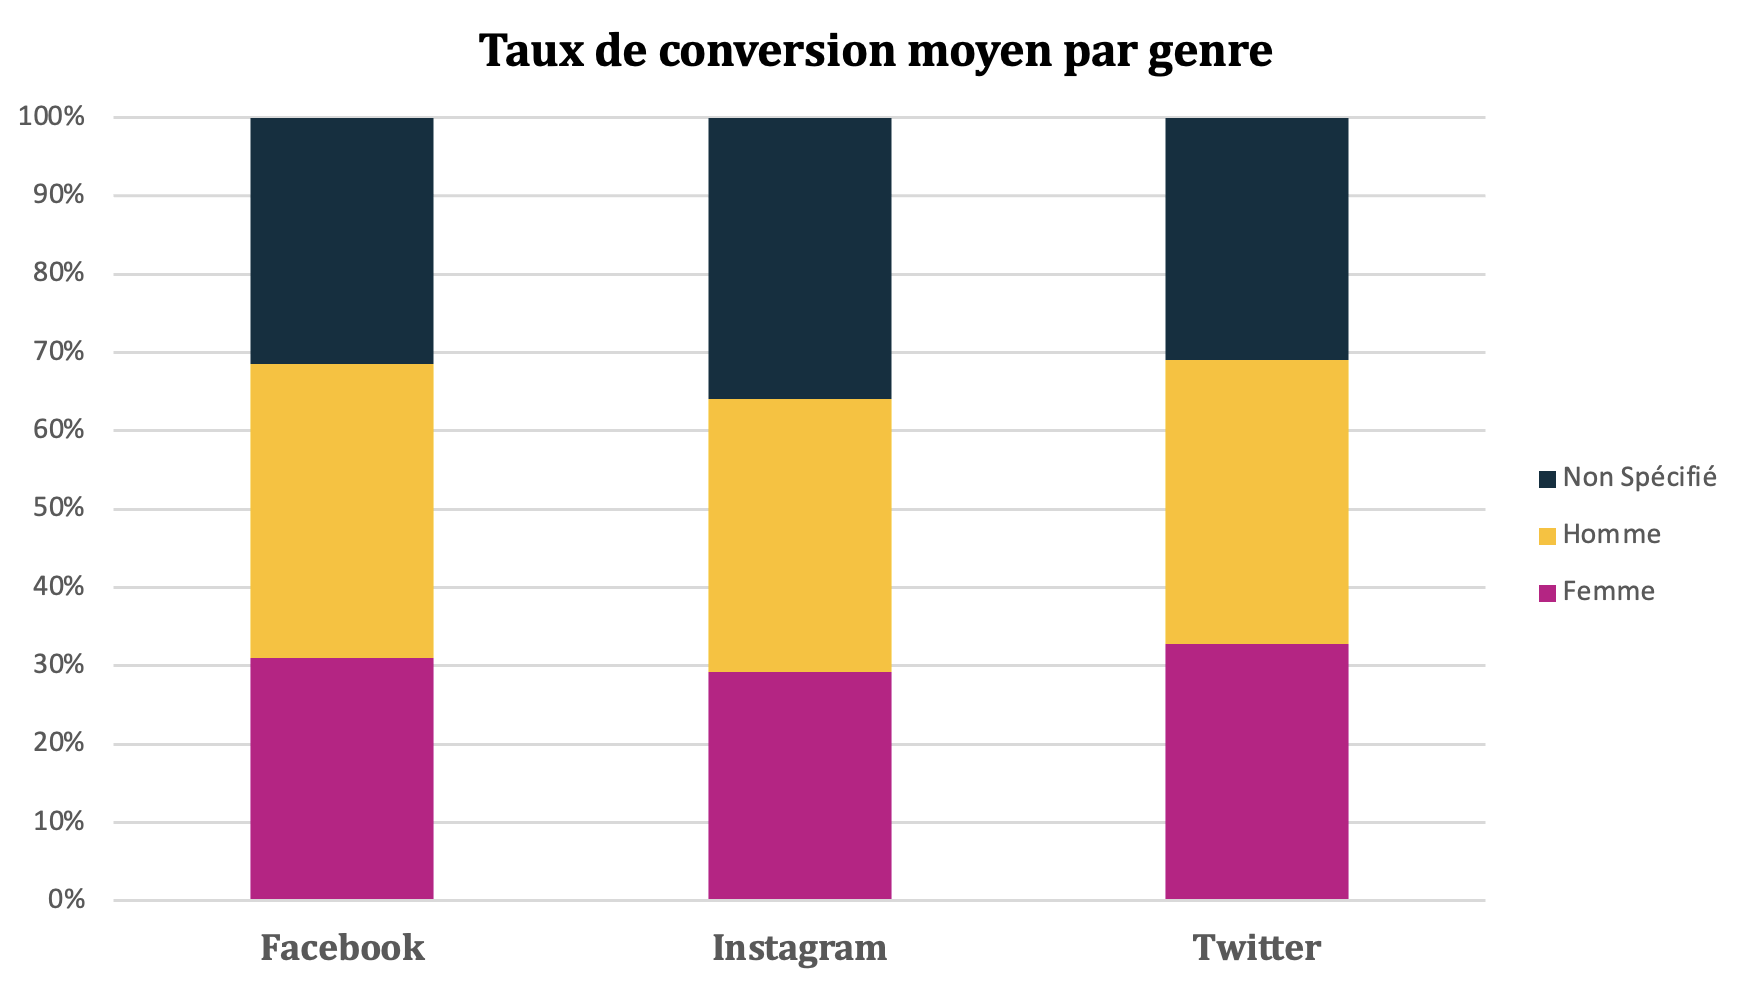 Taux de conversion moyen par genre
100%
90%
80%
70%
60%
50%
40%
30%
20%
10%
0%
Facebook
Instagram
Twitter
Non Spécifié
Homme
Femme